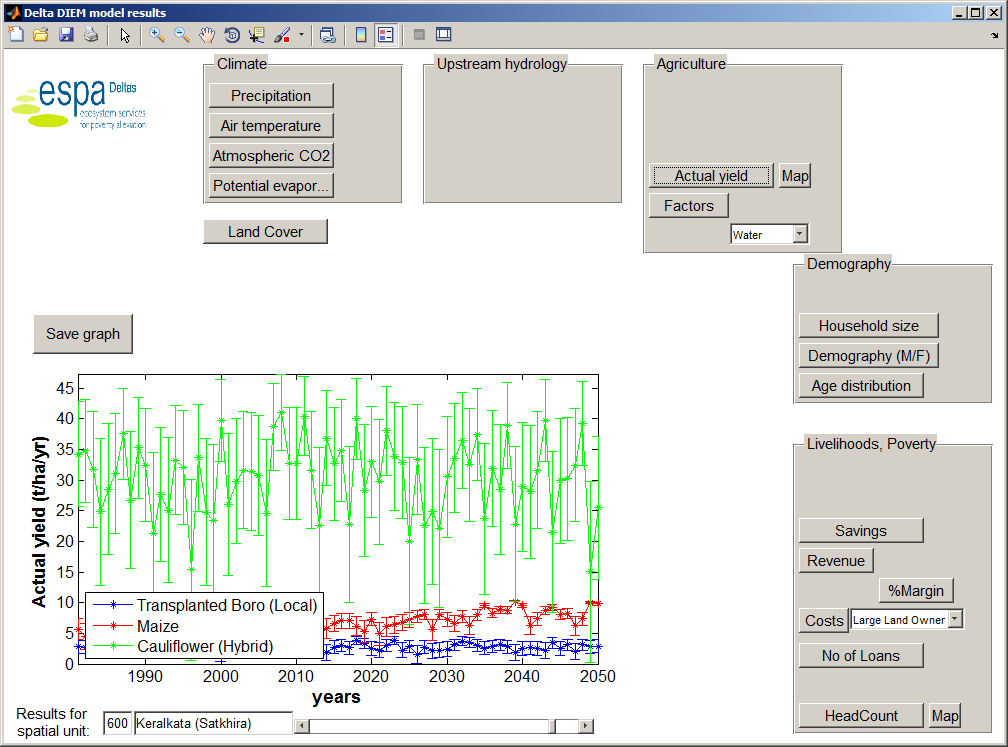 Delta DIEM model results
espa Deltas
ecosystem services
for poverty alleviation
Climate
Precipitation
Air temperature
Atmospheric CO2
Potential evapor...
Land Cover
Upstream hydrology
Agriculture
Actual yield Map
Factors
Water
Demography
Household size
Demography (M/F)
Age distribution
Livelihoods, Poverty
Savings
Revenue
%Margin
Costs Large Land Owner
No of Loans
HeadCount Map
Save graph
Actual yield (t/ha/yr)
45
40
35
30
25
20
15
10
5
0
Transplanted Boro (Local)
Maize
Cauliflower (Hybrid)
1990 2000 2010 2020 2030 2040 2050
years
Results for
spatial unit:
600 Keralkata (Satkhira)